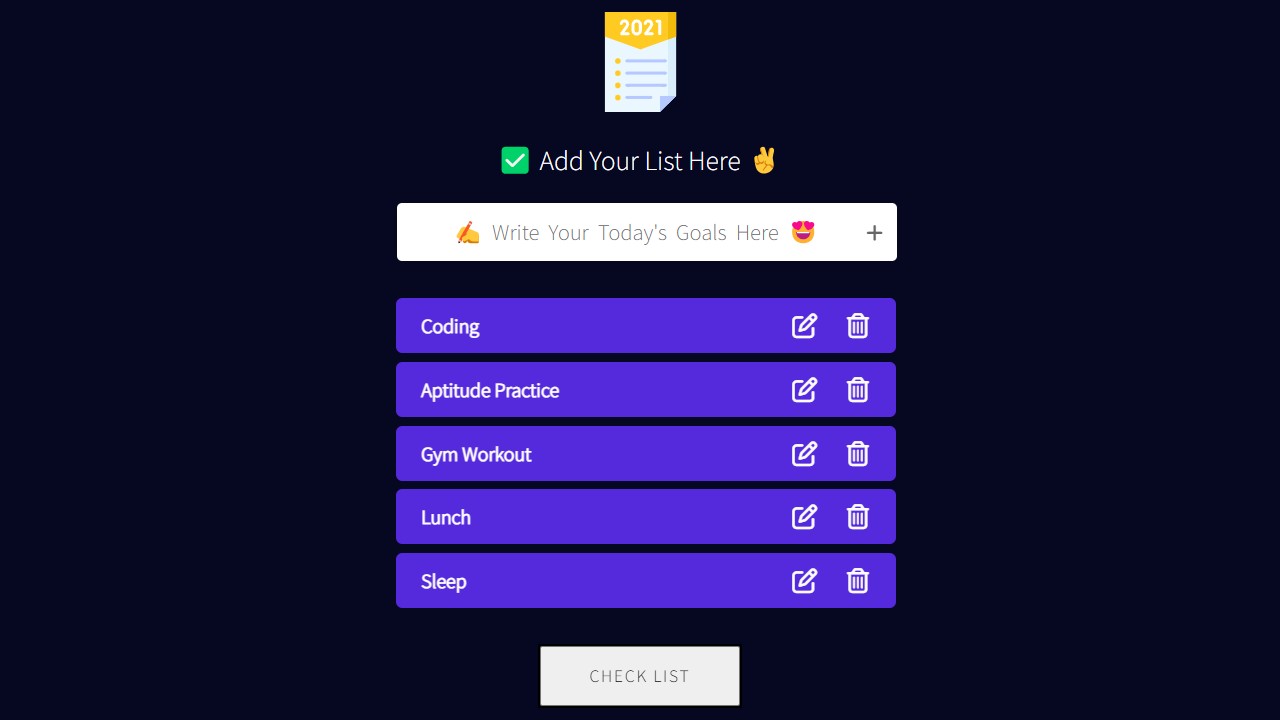 2021
✅ Add Your List Here ✌️
✍️ Write Your Today's Goals Here 😍 +
Coding
Aptitude Practice
Gym Workout
Lunch
Sleep
CHECK LIST